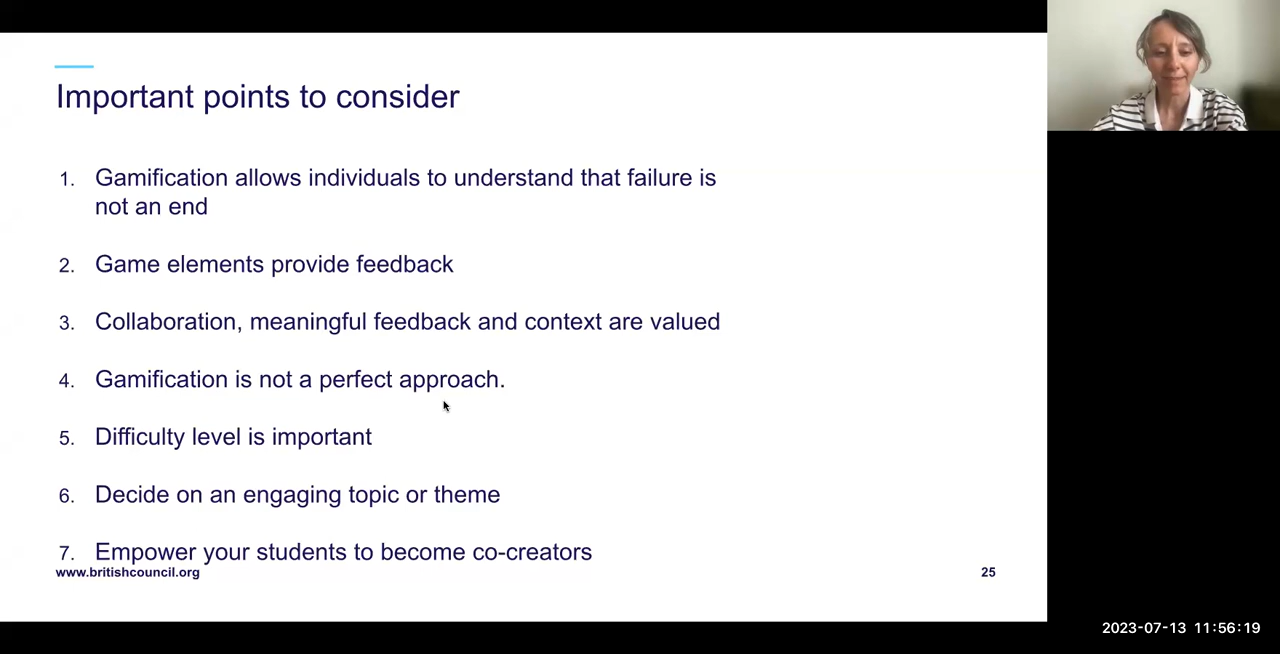 Important points to consider
1. Gamification allows individuals to understand that failure is
not an end
2. Game elements provide feedback
3. Collaboration, meaningful feedback and context are valued
4. Gamification is not a perfect approach.
5. Difficulty level is important
6. Decide on an engaging topic or theme
7. Empower your students to become co-creators
www.britishcouncil.org 25
2023-07-13 11:56:19